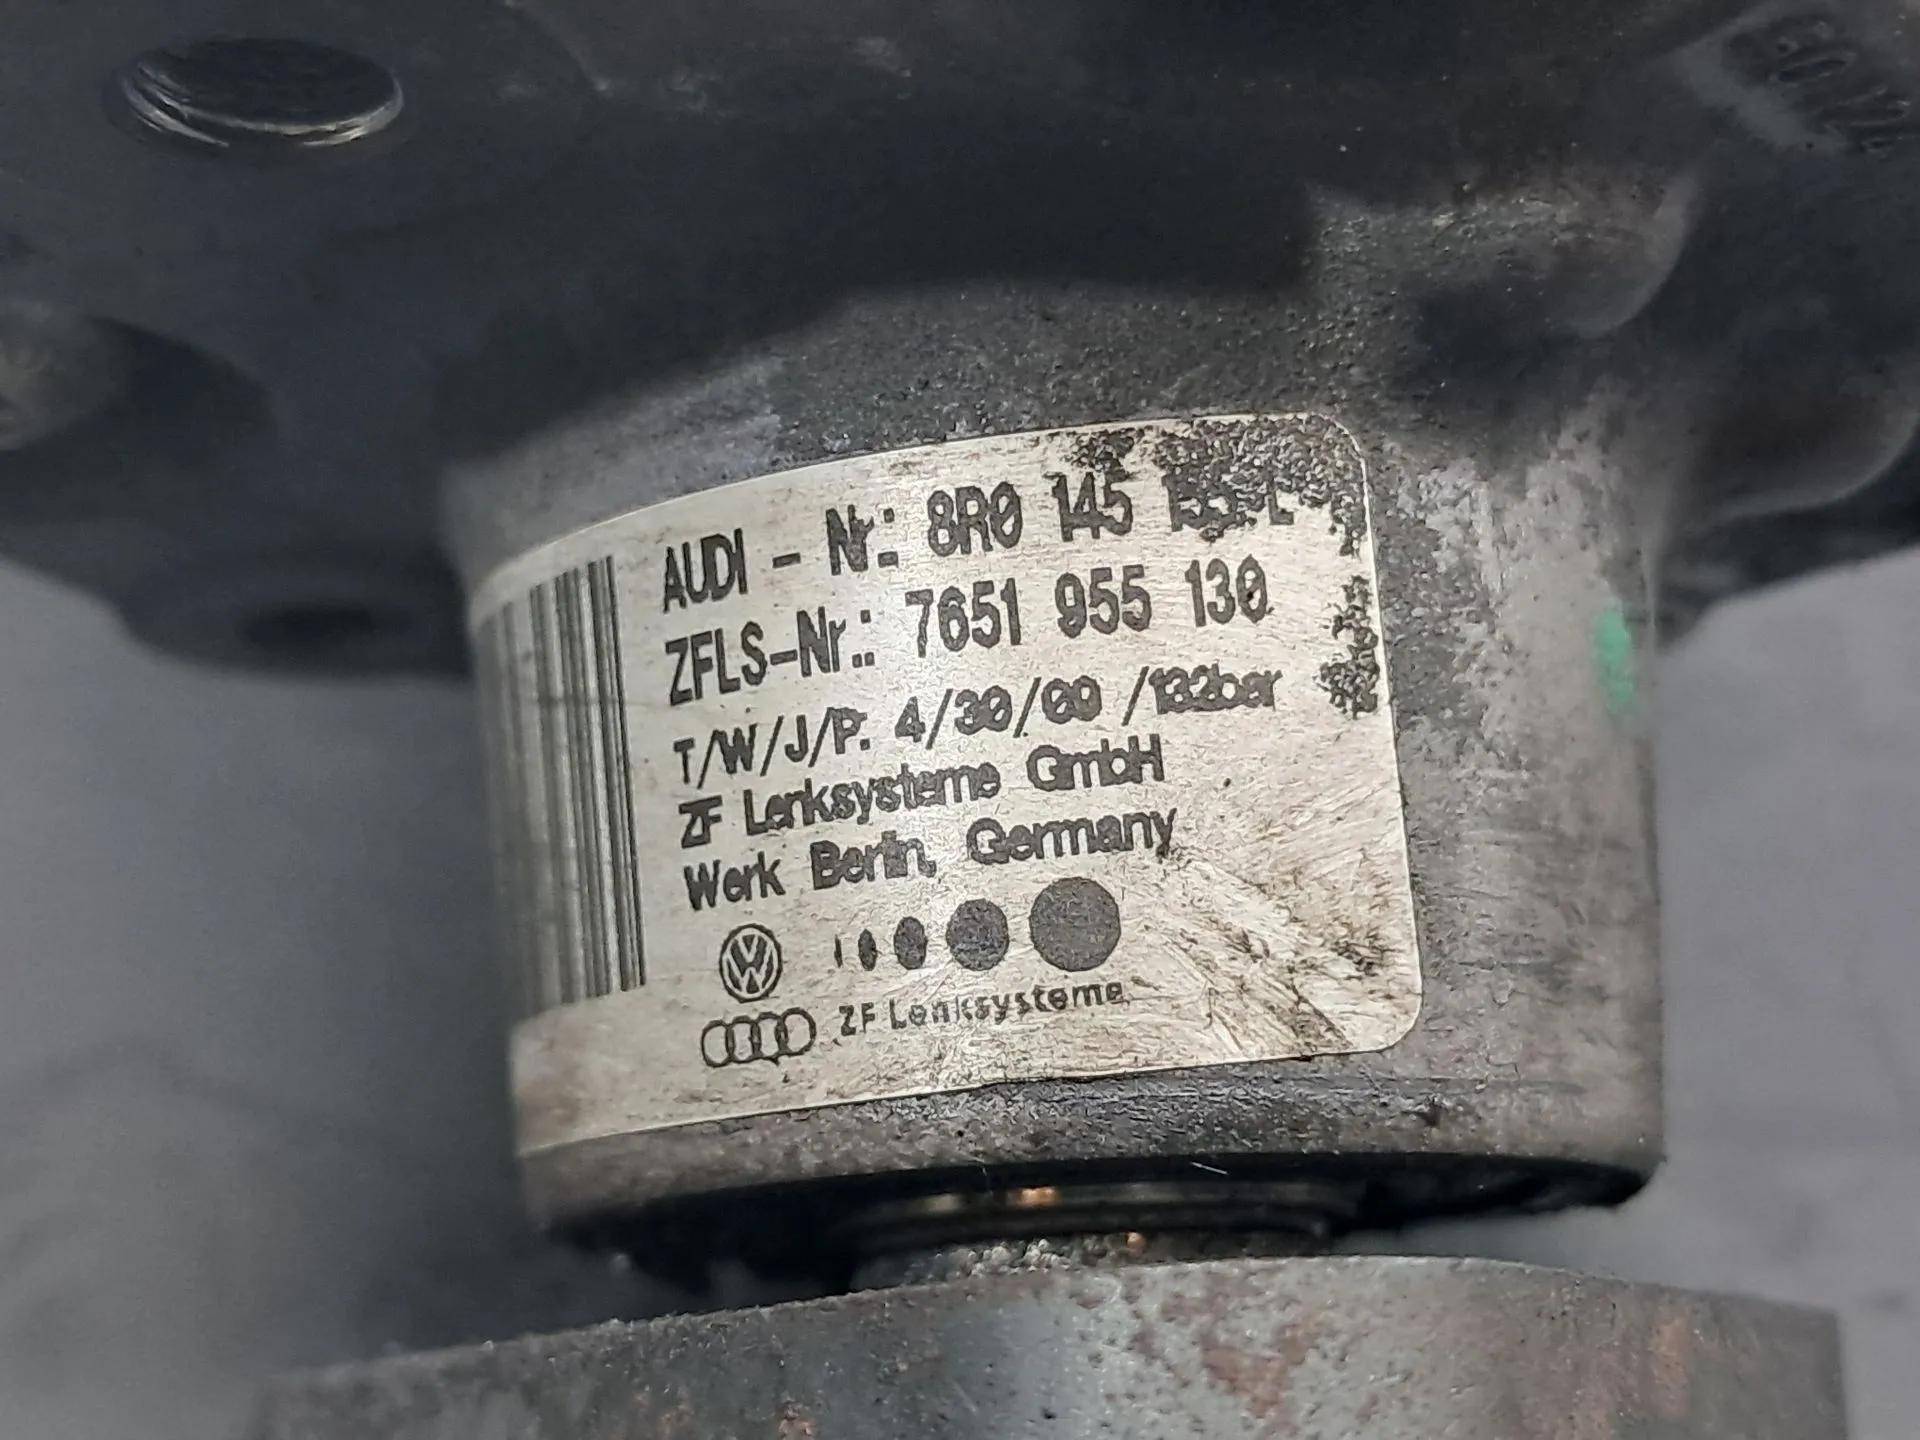 AUDI - Nr.: 8R0 145 155 E
ZFLS-Nr.: 7651 955 130
T/W/J/P: 4/30/09 /132bar
ZF Lenksysteme GmbH
Werk Berlin, Germany
ZF Lenksysteme